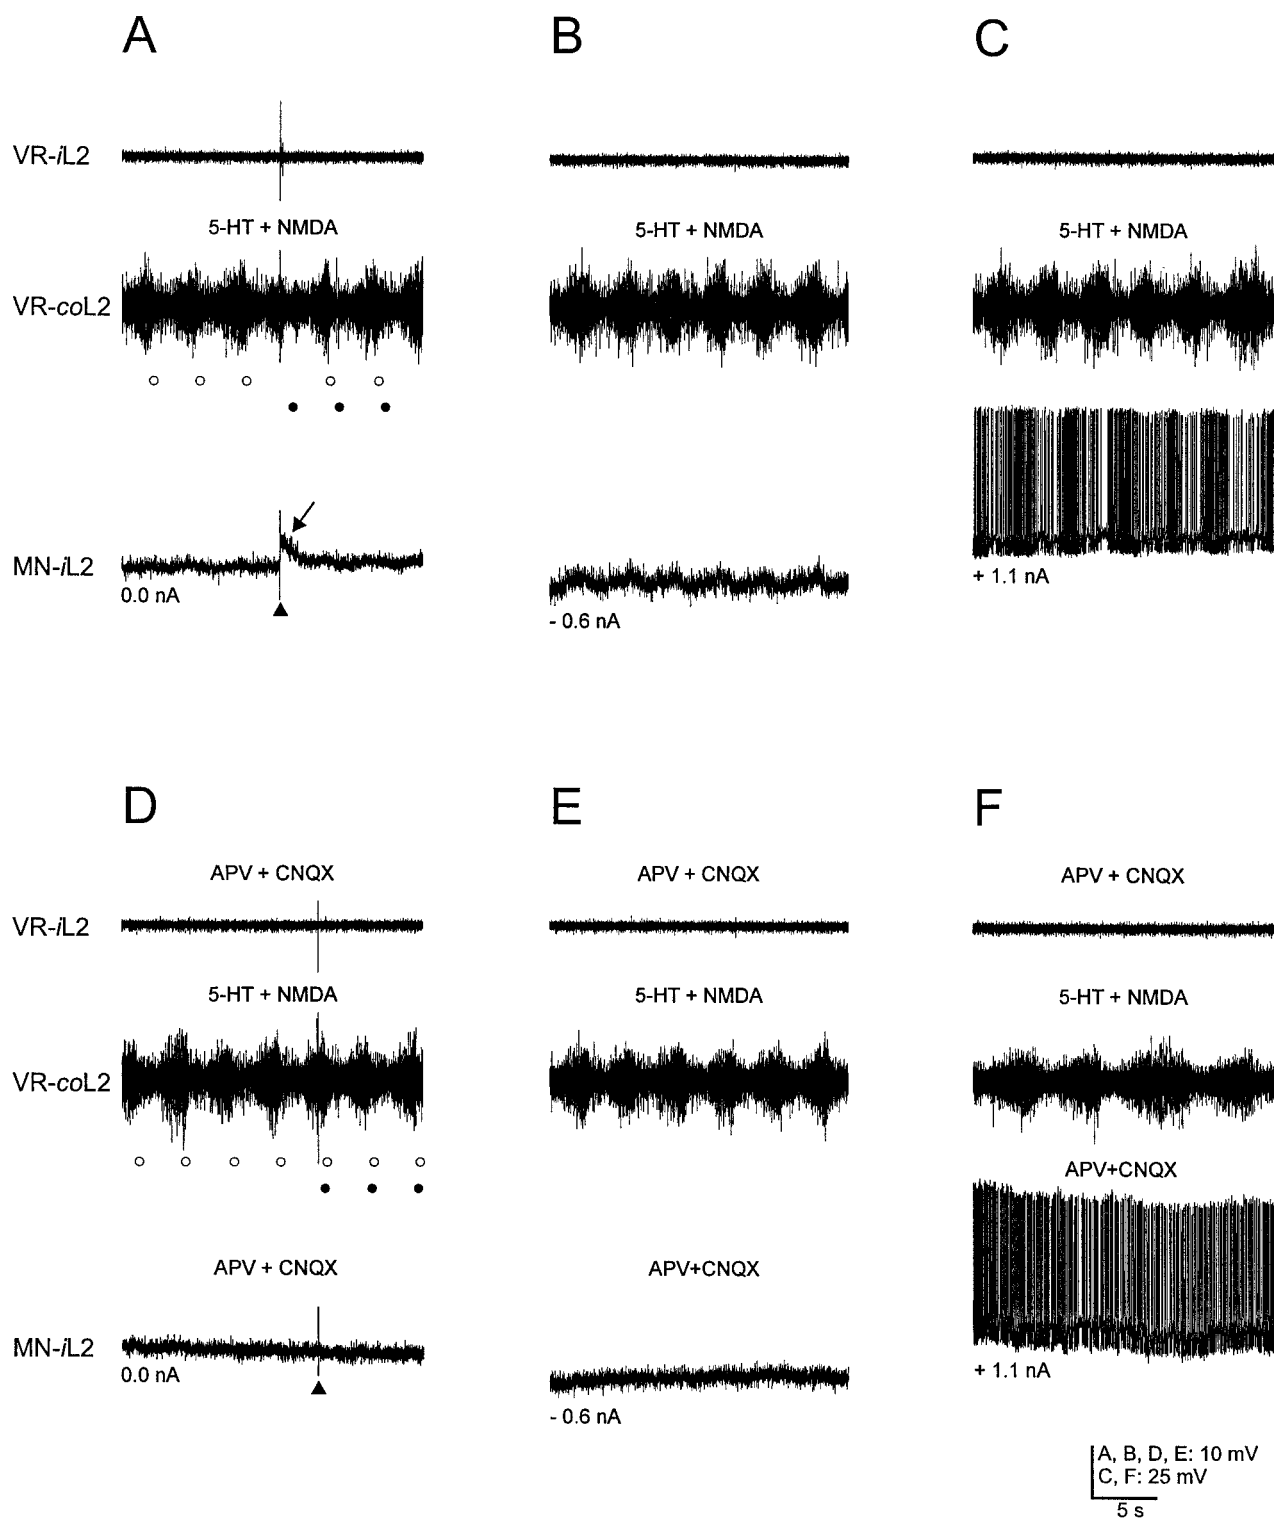 A B C
VR-iL2
5-HT + NMDA 5-HT + NMDA 5-HT + NMDA
VR-coL2
MN-iL2
0.0 nA
- 0.6 nA
+ 1.1 nA
D E F
APV + CNQX APV + CNQX APV + CNQX
VR-iL2
5-HT + NMDA 5-HT + NMDA 5-HT + NMDA
VR-coL2
APV+CNQX
APV + CNQX APV+CNQX
MN-iL2
0.0 nA
- 0.6 nA
+ 1.1 nA
A, B, D, E: 10 mV
C, F: 25 mV
5 s